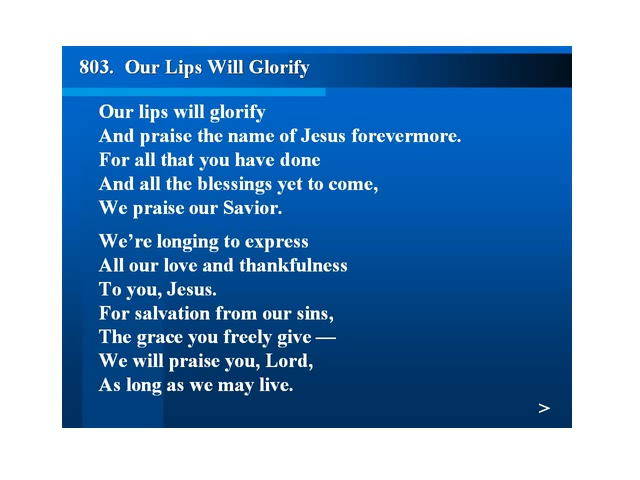 803. Our Lips Will Glorify
Our lips will glorify
And praise the name of Jesus forevermore.
For all that you have done
And all the blessings yet to come,
We praise our Savior.
We’re longing to express
All our love and thankfulness
To you, Jesus.
For salvation from our sins,
The grace you freely give —
We will praise you, Lord,
As long as we may live.
>